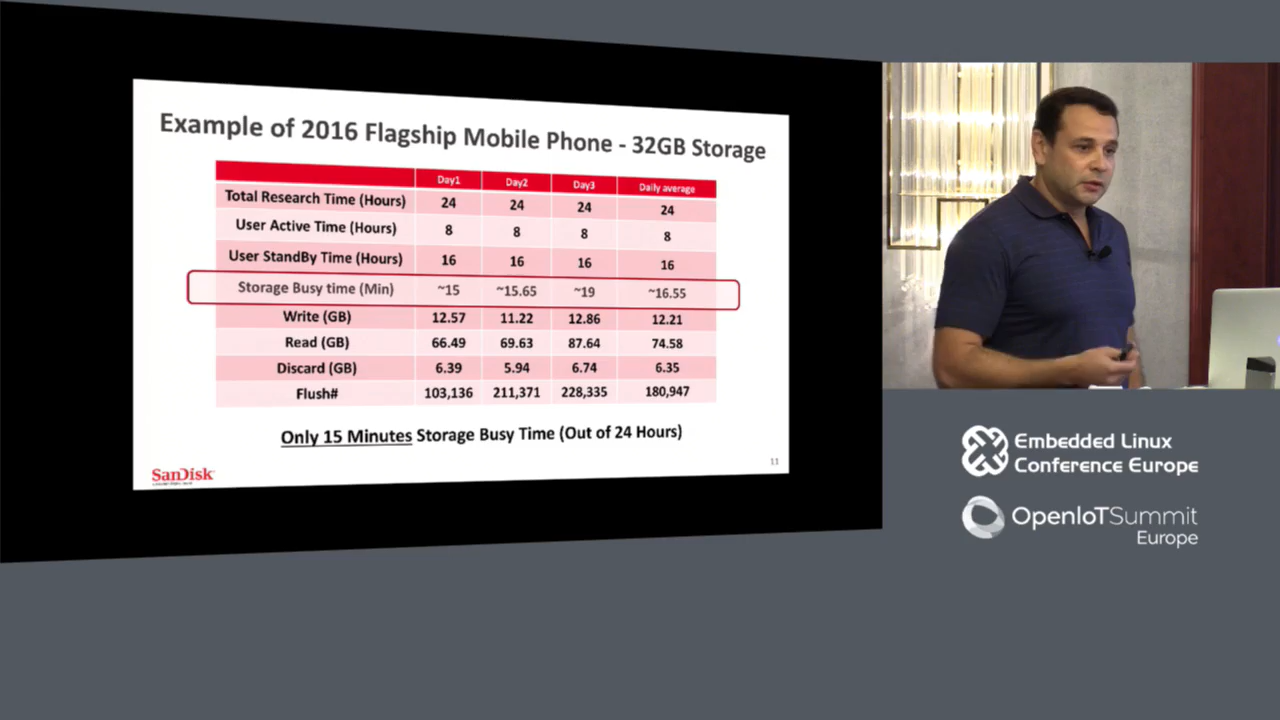 Example of 2016 Flagship Mobile Phone - 32GB Storage
Day1 Day2 Day3 Daily average
Total Research Time (Hours) 24 24 24 24
User Active Time (Hours) 8 8 8 8
User StandBy Time (Hours) 16 16 16 16
Storage Busy time (Min) ~15 ~15.65 ~19 ~16.55
Write (GB) 12.57 11.22 12.86 12.21
Read (GB) 66.49 69.63 87.64 74.58
Discard (GB) 6.39 5.94 6.74 6.35
Flush# 103,136 211,371 228,335 180,947
Only 15 Minutes Storage Busy Time (Out of 24 Hours)
SanDisk
11
Embedded Linux
Conference Europe
OpenIoTSummit
Europe